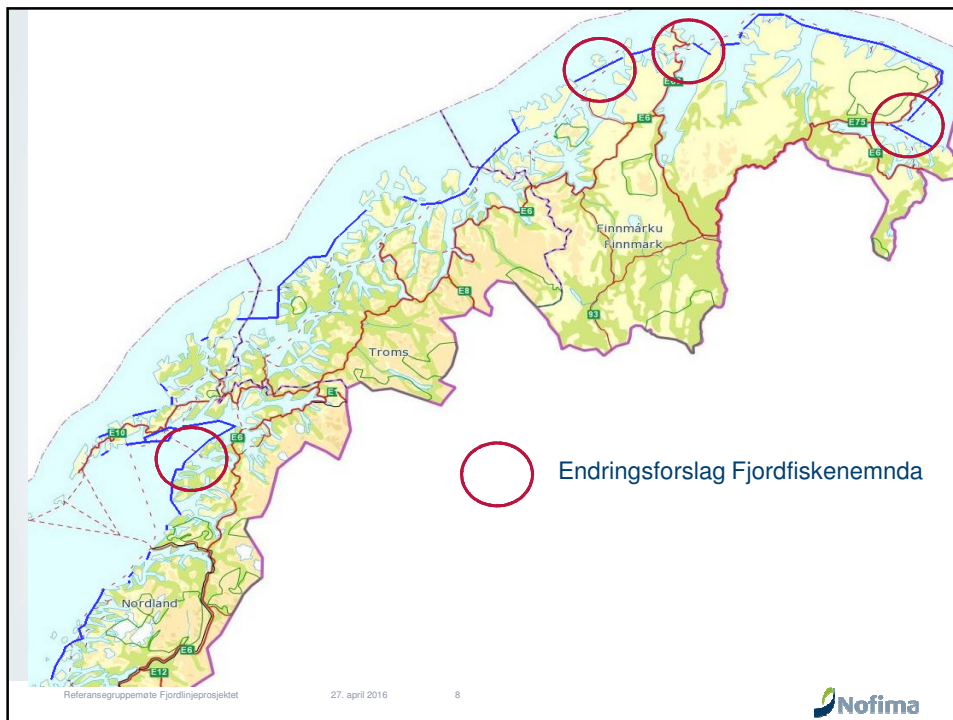 E69
E6
E75
E6
E6
Finnmárku
Finnmark
E8
93
Troms
E10
E6
E6
Endringsforslag Fjordfiskenemnda
Nordland
E6
E12
Referansegruppemøte Fjordlinjeprosjektet 27. april 2016 8
Nofima